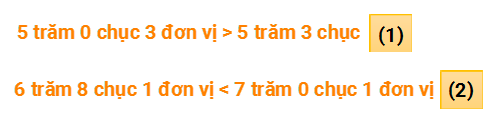 5 trăm 0 chục 3 đơn vị > 5 trăm 3 chục (1)
6 trăm 8 chục 1 đơn vị < 7 trăm 0 chục 1 đơn vị (2)